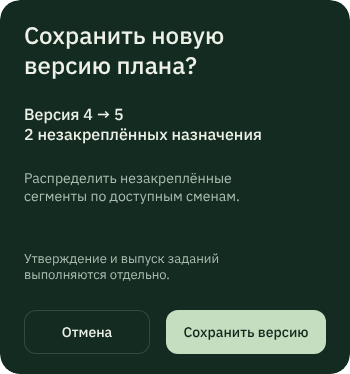 Сохранить новую
версию плана?
Версия 4 → 5
2 незакреплённых назначения
Распределить незакреплённые
сегменты по доступным сменам.
Утверждение и выпуск заданий
выполняются отдельно.
Отмена
Сохранить версию